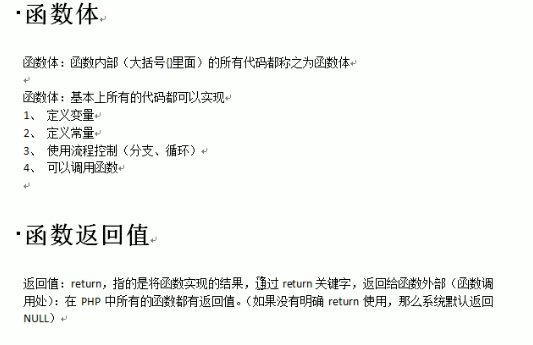 ·函数体
函数体：函数内部（大括号{}里面）的所有代码都称之为函数体
函数体：基本上所有的代码都可以实现
1、 定义变量
2、 定义常量
3、 使用流程控制（分支、循环）
4、 可以调用函数
·函数返回值
返回值：return，指的是将函数实现的结果，通过 return 关键字，返回给函数外部（函数调
用处）：在 PHP 中所有的函数都有返回值。（如果没有明确 return 使用，那么系统默认返回
NULL）